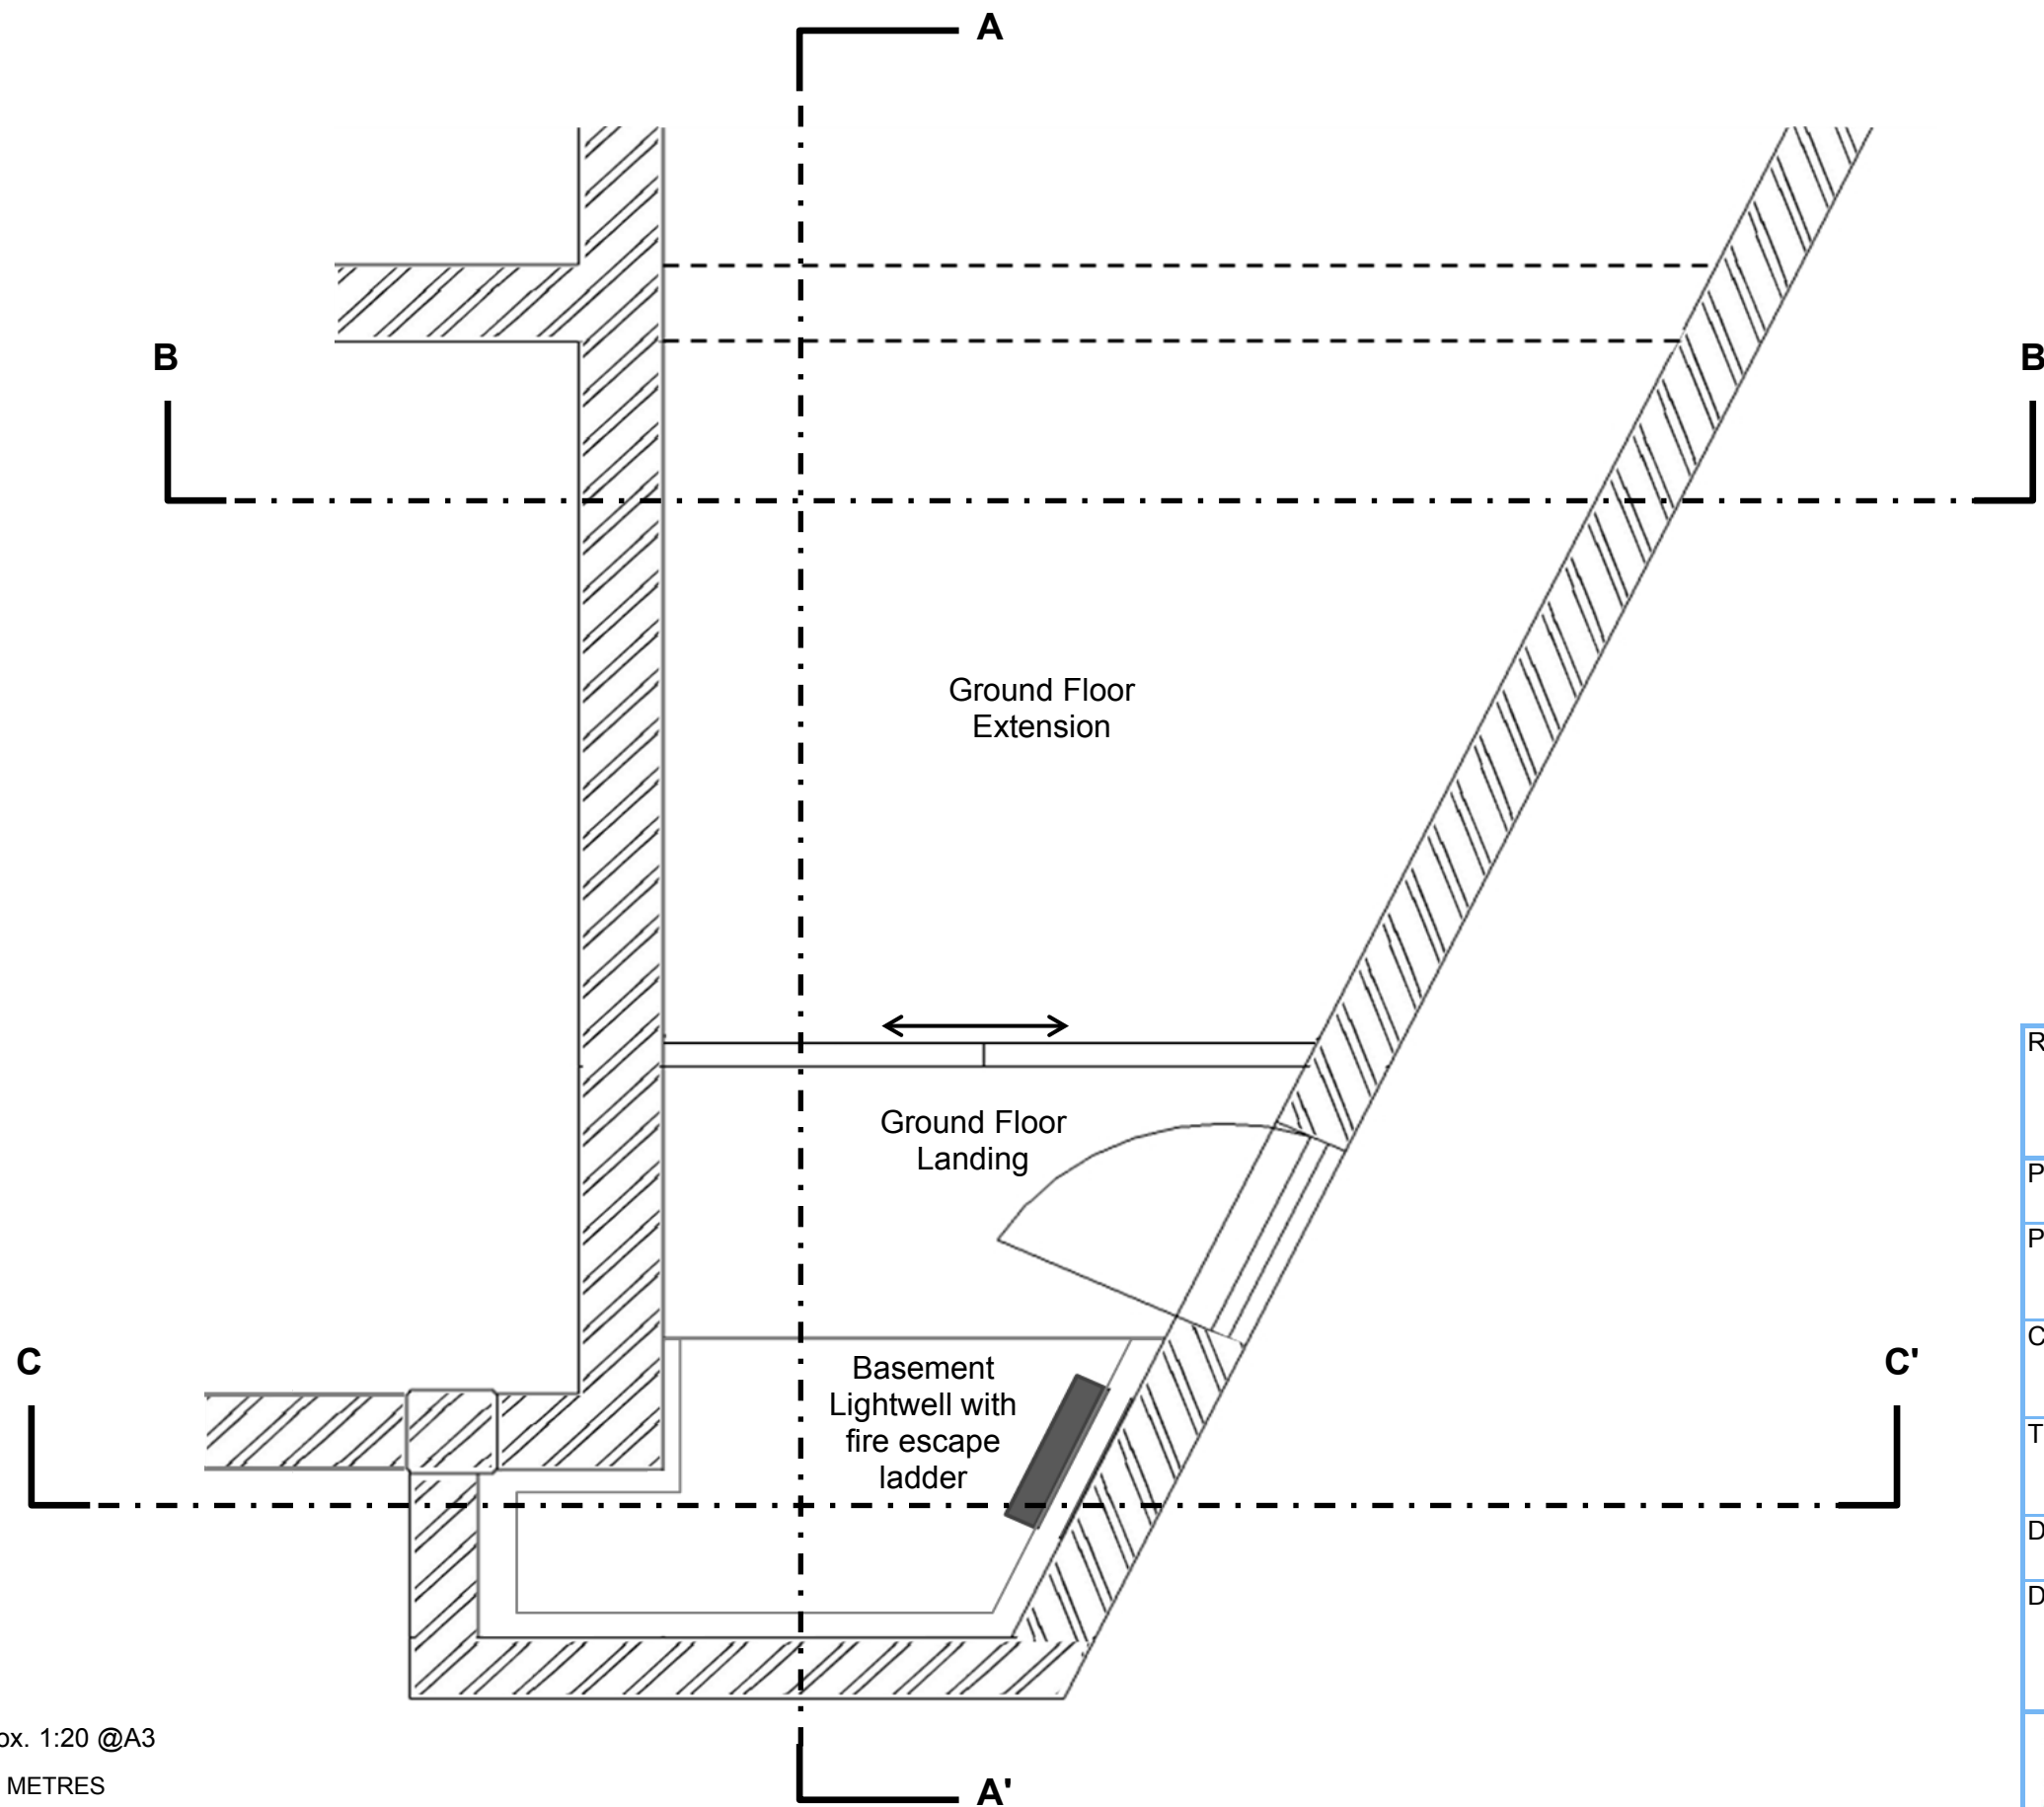 A
B
B
Ground Floor
Extension
Ground Floor
Landing
R
P
P
C
C'
C
T
D
D
Basement
Lightwell with
fire escape
ladder
ox. 1:20 @A3
METRES
A'